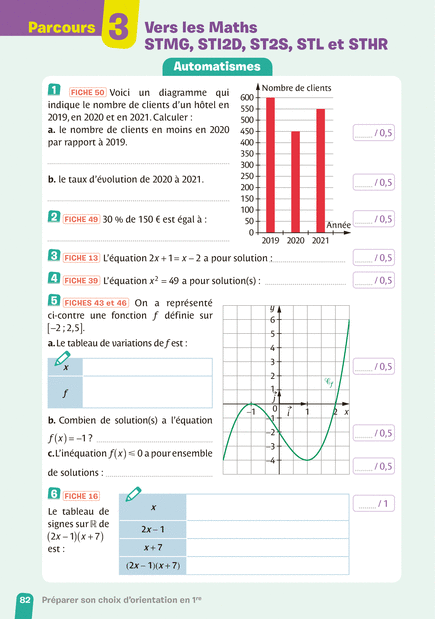 Parcours 3
Vers les Maths
STMG, STI2D, ST2S, STL et STHR
Automatismes
1 FICHE 50 Voici un diagramme qui
indique le nombre de clients d'un hôtel en
2019, en 2020 et en 2021. Calculer :
a. le nombre de clients en moins en 2020
par rapport à 2019.
b. le taux d'évolution de 2020 à 2021.
Nombre de clients
600
550
500
450
400
350
300
250
200
150
100
50
0
Année
2019 2020 2021
/ 0,5
/ 0,5
2 FICHE 49 30 % de 150 € est égal à :
/ 0,5
3 FICHE 13 L'équation 2x + 1 = x – 2 a pour solution :
/ 0,5
4 FICHE 39 L'équation x² = 49 a pour solution(s) :
/ 0,5
5 FICHES 43 et 46 On a représenté
ci-contre une fonction f définie sur
[–2 ; 2,5].
a. Le tableau de variations de f est :
x
f
b. Combien de solution(s) a l'équation
f(x) = –1 ?
c. L'inéquation f(x) ⩽ 0 a pour ensemble
de solutions :
y
6
5
4
3
2
1
0
–1
1
2
x
–1
–2
–3
–4
j
i
𝒞f
/ 0,5
/ 0,5
/ 0,5
6 FICHE 16
Le tableau de
signes sur ℝ de
(2x – 1)(x + 7)
est :
x
2x – 1
x + 7
(2x – 1)(x + 7)
/ 1
82 Préparer son choix d'orientation en 1re